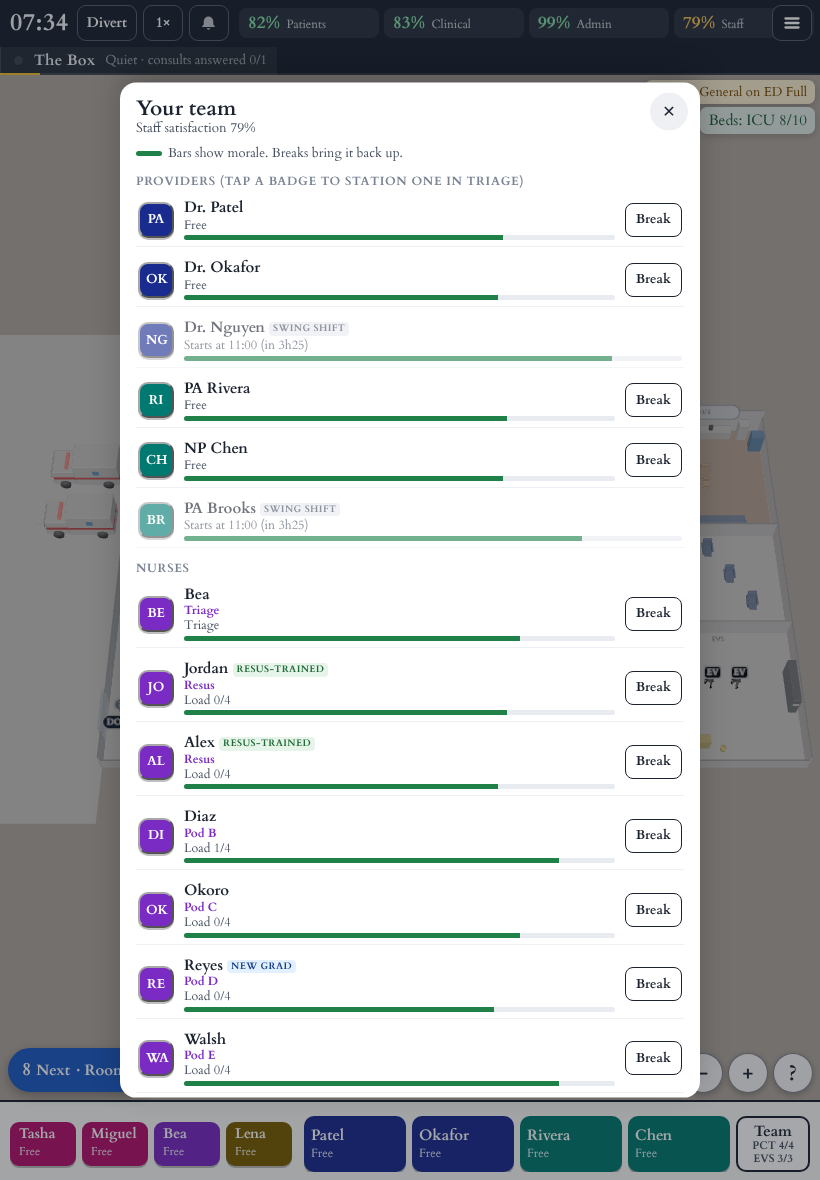 07:34
Divert
1×
82% Patients
83% Clinical
99% Admin
79% Staff
The Box Quiet · consults answered 0/1
General on ED Full
Beds: ICU 8/10
Your team
Staff satisfaction 79%
Bars show morale. Breaks bring it back up.
PROVIDERS (TAP A BADGE TO STATION ONE IN TRIAGE)
PA
Dr. Patel
Free
Break
OK
Dr. Okafor
Free
Break
NG
Dr. Nguyen SWING SHIFT
Starts at 11:00 (in 3h25)
RI
PA Rivera
Free
Break
CH
NP Chen
Free
Break
BR
PA Brooks SWING SHIFT
Starts at 11:00 (in 3h25)
NURSES
BE
Bea
Triage
Triage
Break
JO
Jordan RESUS-TRAINED
Resus
Load 0/4
Break
AL
Alex RESUS-TRAINED
Resus
Load 0/4
Break
DI
Diaz
Pod B
Load 1/4
Break
OK
Okoro
Pod C
Load 0/4
Break
RE
Reyes NEW GRAD
Pod D
Load 0/4
Break
WA
Walsh
Pod E
Load 0/4
Break
EV
EV
8 Next · Room
−
+
?
Tasha
Free
Miguel
Free
Bea
Free
Lena
Free
Patel
Free
Okafor
Free
Rivera
Free
Chen
Free
Team
PCT 4/4
EVS 3/3